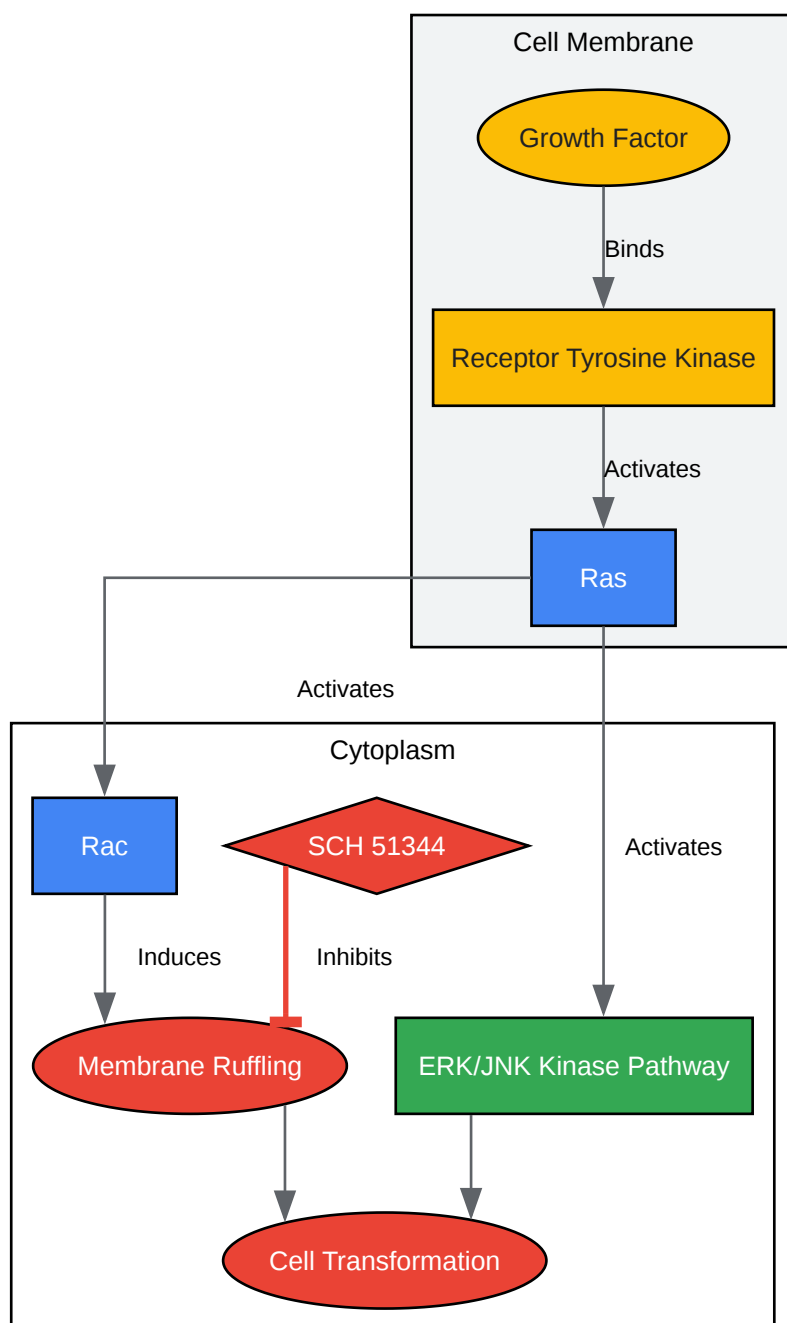 Cell Membrane
Growth Factor
Binds
Receptor Tyrosine Kinase
Activates
Ras
Activates
Cytoplasm
Rac
SCH 51344
Activates
Induces
Inhibits
Membrane Ruffling
ERK/JNK Kinase Pathway
Cell Transformation